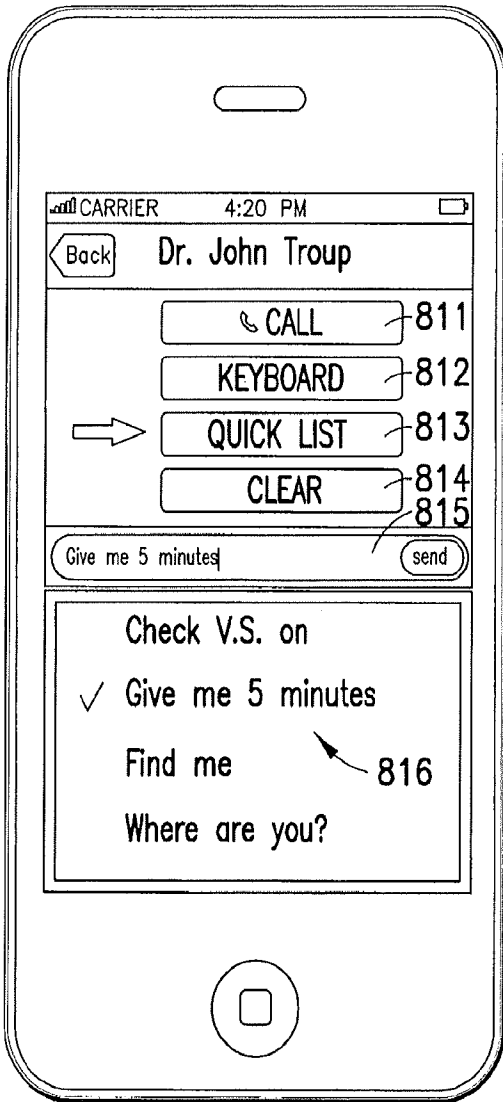 CARRIER 4:20 PM
Back Dr. John Troup
CALL 811
KEYBOARD 812
QUICK LIST 813
CLEAR 814
815
Give me 5 minutes send
Check V.S. on
✓ Give me 5 minutes
Find me 816
Where are you?